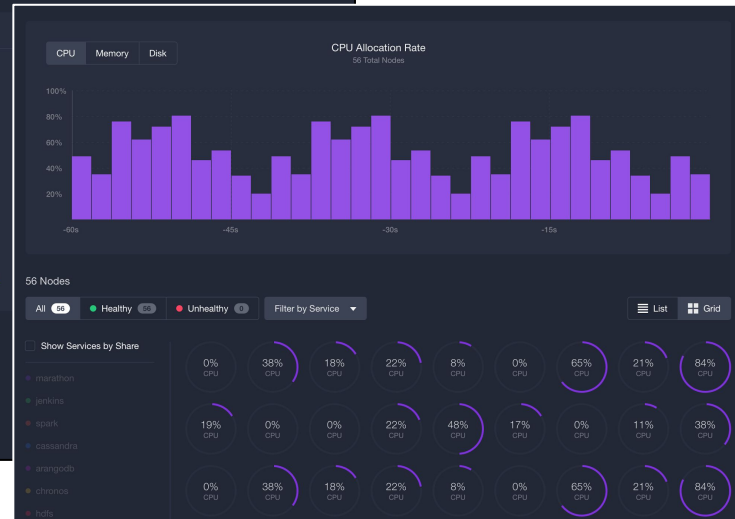 CPU Memory Disk
CPU Allocation Rate
56 Total Nodes
100%
80%
60%
40%
20%
-60s -45s -30s -15s
56 Nodes
All 56 Healthy 56 Unhealthy 0 Filter by Service List Grid
Show Services by Share
marathon
jenkins
spark
cassandra
arangodb
chronos
hdfs
0% 38% 18% 22% 8% 0% 65% 21% 84%
CPU CPU CPU CPU CPU CPU CPU CPU CPU
19% 0% 0% 22% 48% 17% 0% 11% 38%
CPU CPU CPU CPU CPU CPU CPU CPU CPU
0% 38% 18% 22% 8% 0% 65% 21% 84%
CPU CPU CPU CPU CPU CPU CPU CPU CPU